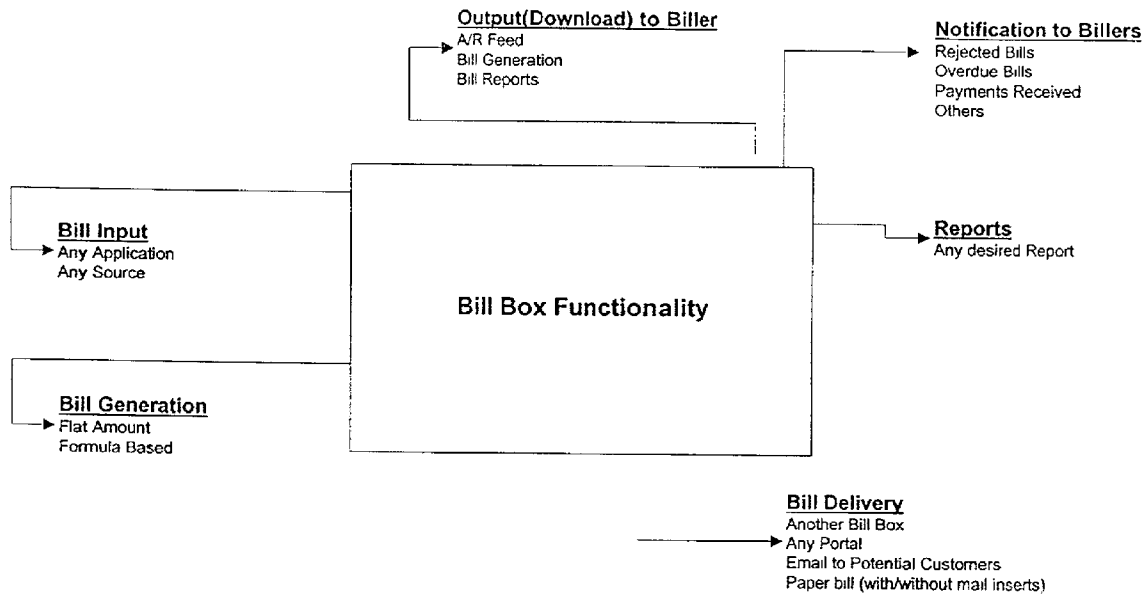 Output(Download) to Biller
A/R Feed
Bill Generation
Bill Reports
Notification to Billers
Rejected Bills
Overdue Bills
Payments Received
Others
Bill Input
Any Application
Any Source
Reports
Any desired Report
Bill Box Functionality
Bill Generation
Flat Amount
Formula Based
Bill Delivery
Another Bill Box
Any Portal
Email to Potential Customers
Paper bill (with/without mail inserts)